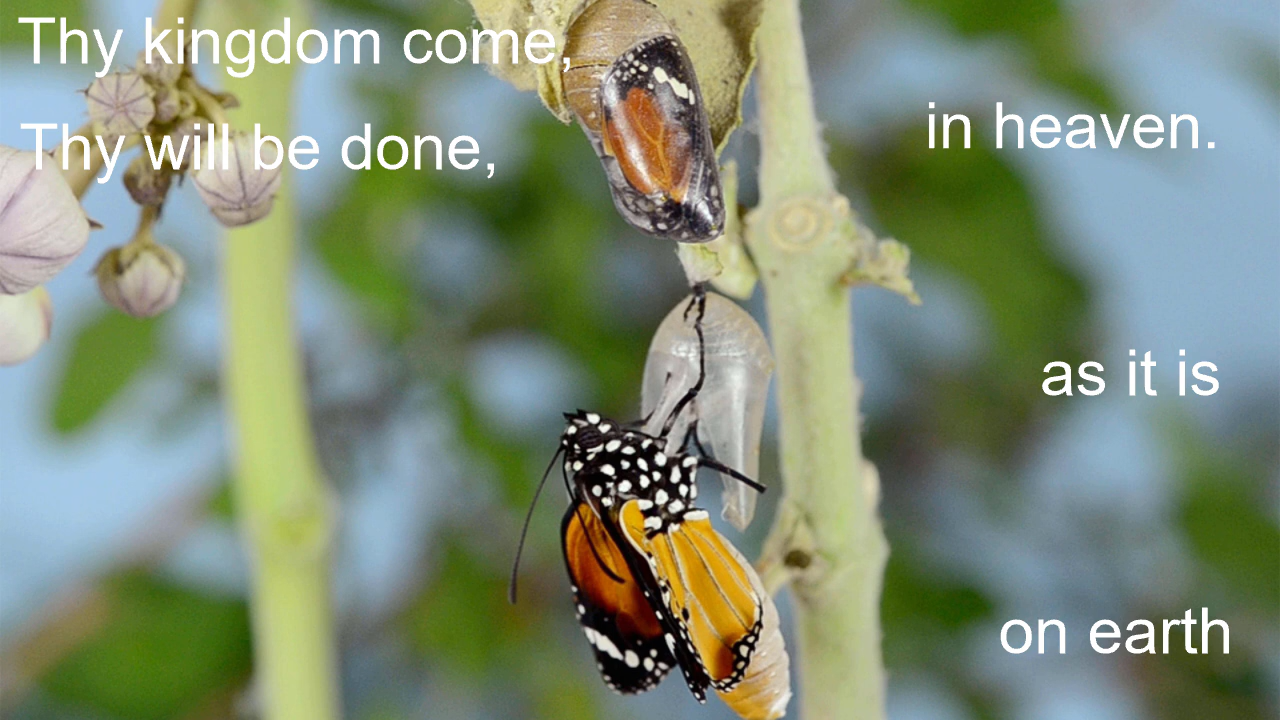 Thy kingdom come,
Thy will be done,
in heaven.
as it is
on earth